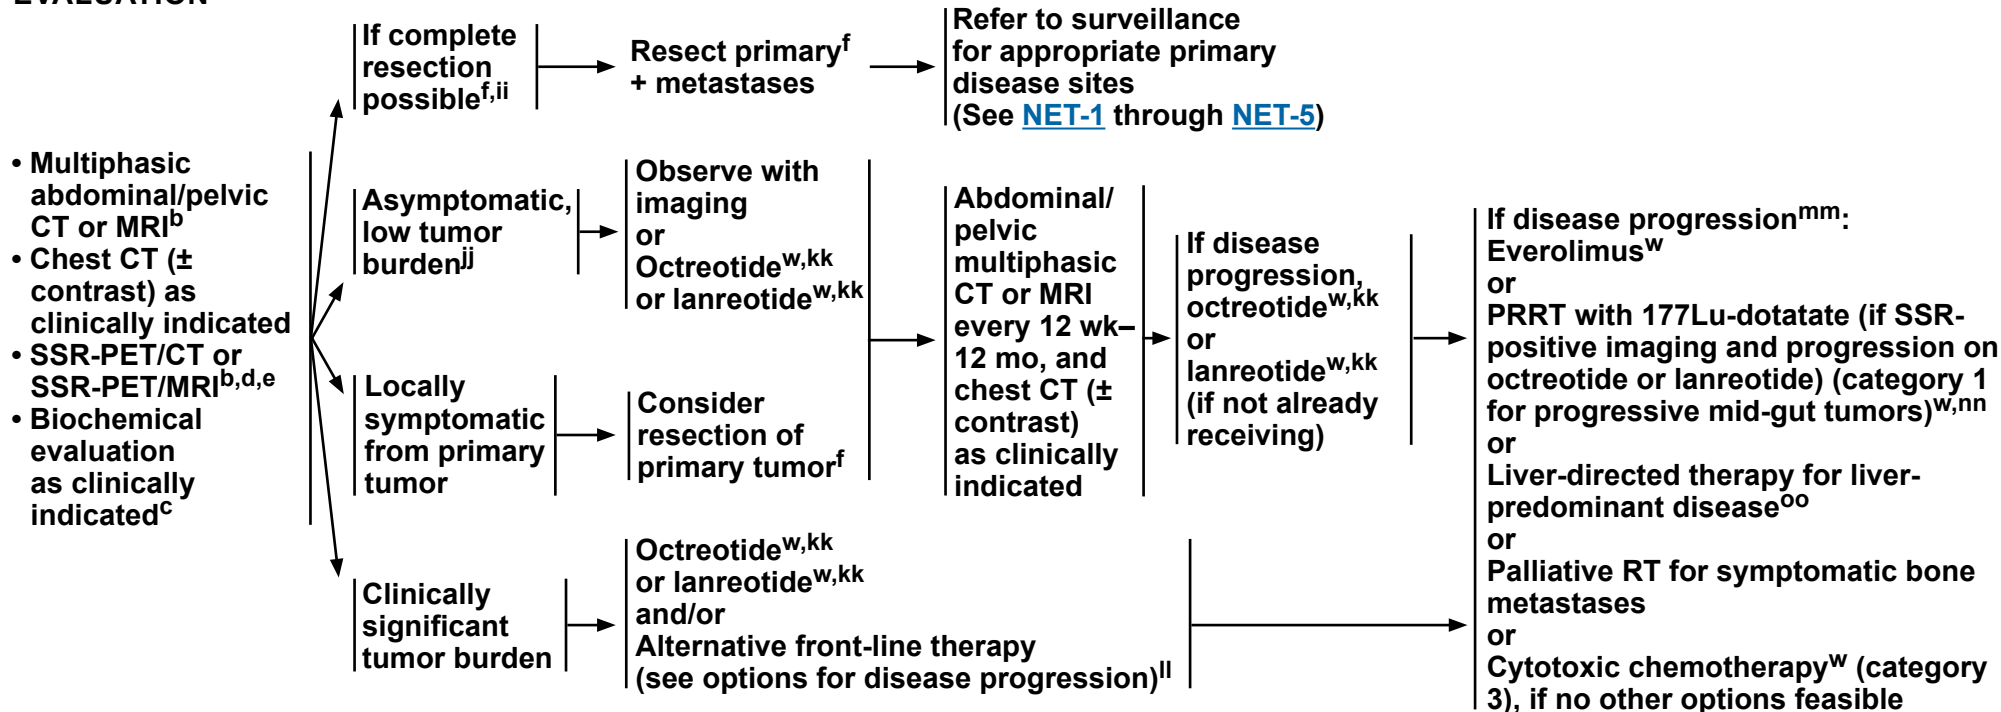 EVALUATION
• Multiphasic
abdominal/pelvic
CT or MRIb
• Chest CT (±
contrast) as
clinically indicated
• SSR-PET/CT or
SSR-PET/MRIb,d,e
• Biochemical
evaluation
as clinically
indicatedc
If complete
resection
possiblef,ii
Resect primaryf
+ metastases
Refer to surveillance
for appropriate primary
disease sites
(See NET-1 through NET-5)
Asymptomatic,
low tumor
burdenjj
Observe with
imaging
or
Octreotidew,kk
or lanreotidew,kk
Locally
symptomatic
from primary
tumor
Consider
resection of
primary tumorf
Abdominal/
pelvic
multiphasic
CT or MRI
every 12 wk–
12 mo, and
chest CT (±
contrast)
as clinically
indicated
If disease
progression,
octreotidew,kk
or
lanreotidew,kk
(if not already
receiving)
Clinically
significant
tumor burden
Octreotidew,kk
or lanreotidew,kk
and/or
Alternative front-line therapy
(see options for disease progression)ll
If disease progressionmm:
Everolimusw
or
PRRT with 177Lu-dotatate (if SSR-
positive imaging and progression on
octreotide or lanreotide) (category 1
for progressive mid-gut tumors)w,nn
or
Liver-directed therapy for liver-
predominant diseaseoo
or
Palliative RT for symptomatic bone
metastases
or
Cytotoxic chemotherapyw (category
3), if no other options feasible